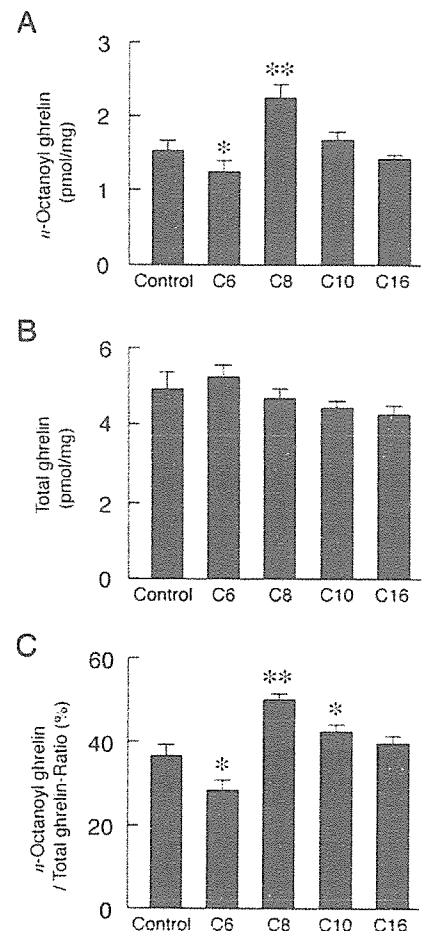 A
n-Octanoyl ghrelin
(pmol/mg)
3
2
1
0
*
**
Control C6 C8 C10 C16
B
Total ghrelin
(pmol/mg)
6
4
2
0
Control C6 C8 C10 C16
C
n-Octanoyl ghrelin
/ Total ghrelin-Ratio (%)
60
40
20
0
*
**
*
Control C6 C8 C10 C16